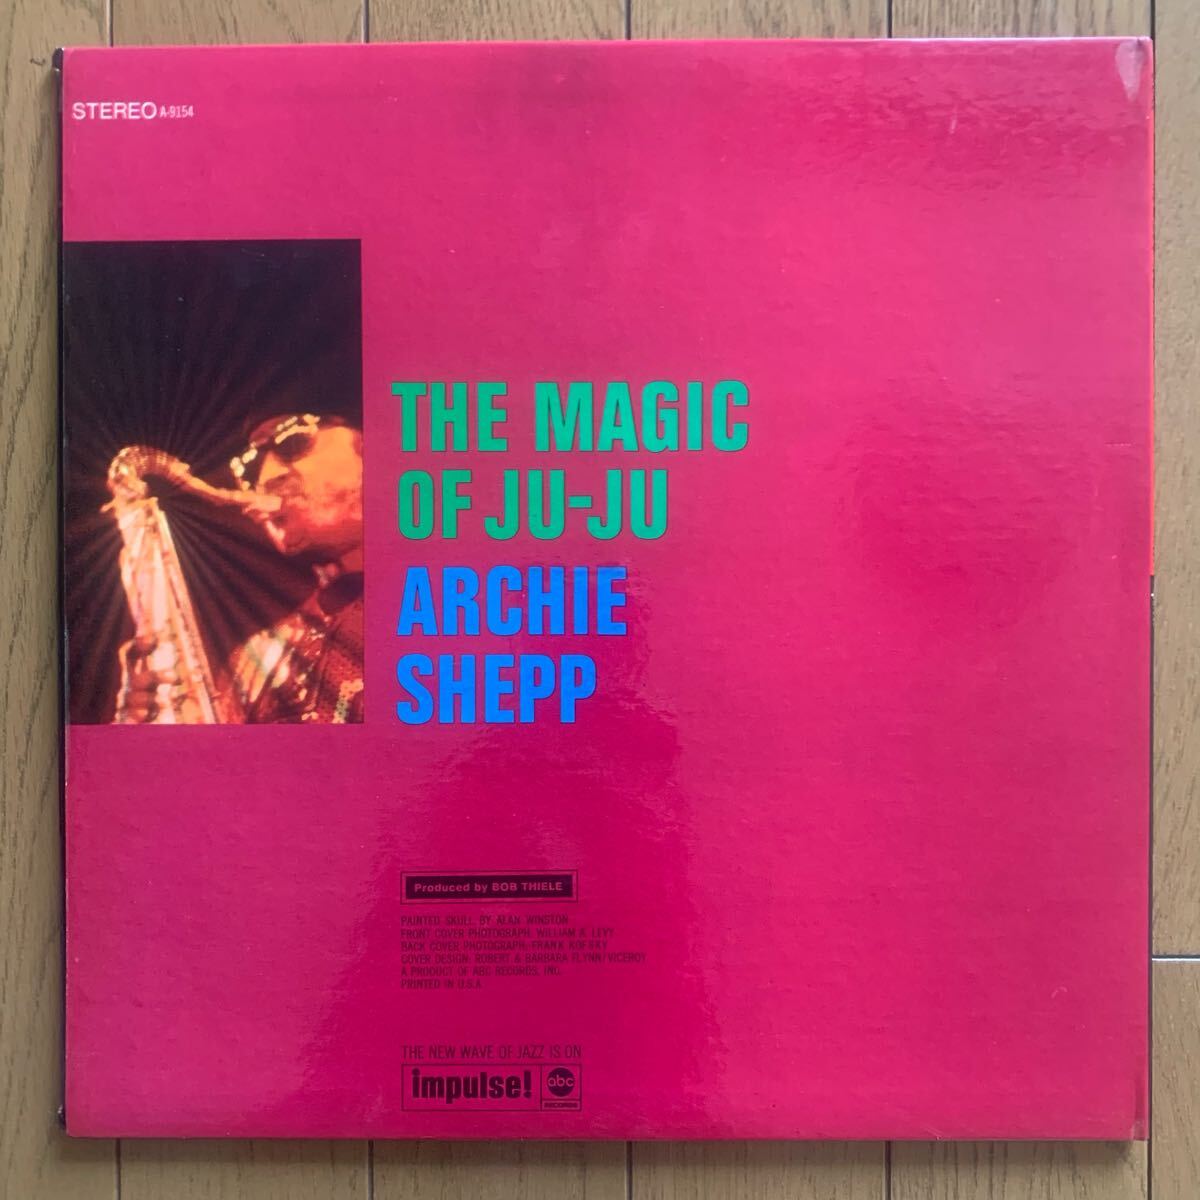 STEREO A-9154
THE MAGIC
OF JU-JU
ARCHIE
SHEPP
Produced by BOB THIELE
PAINTED SKULL BY ALAN WINSTON
FRONT COVER PHOTOGRAPH: WILLIAM A. LEVY
BACK COVER PHOTOGRAPH: FRANK KOFSKY
COVER DESIGN: ROBERT & BARBARA FLYNN/VICEROY
A PRODUCT OF ABC RECORDS, INC.
PRINTED IN U.S.A.
THE NEW WAVE OF JAZZ IS ON
impulse! abc
RECORDS